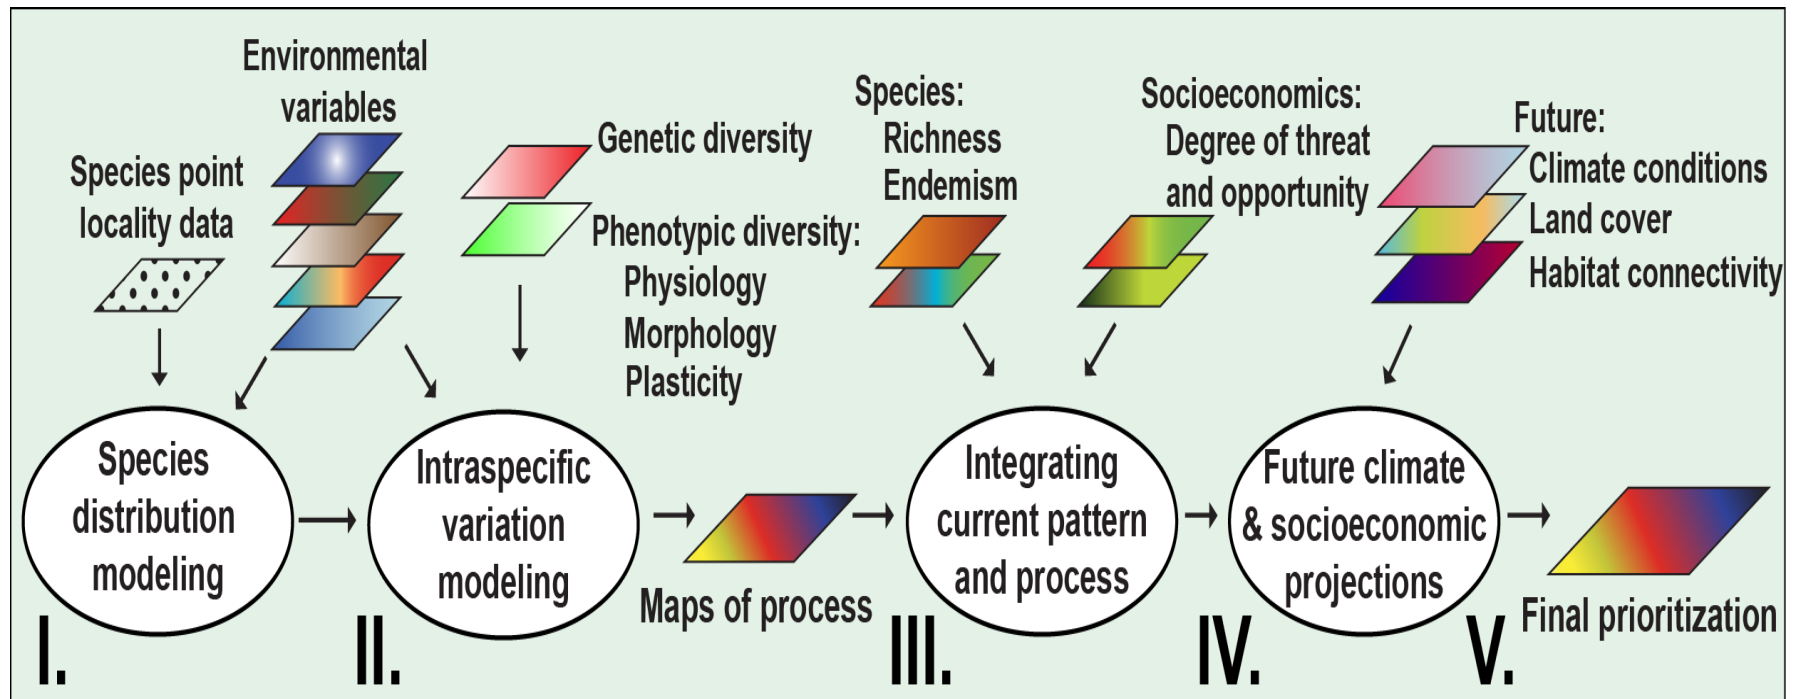 Environmental
variables
Species point
locality data
Genetic diversity
Phenotypic diversity:
Physiology
Morphology
Plasticity
Species:
Richness
Endemism
Socioeconomics:
Degree of threat
and opportunity
Future:
Climate conditions
Land cover
Habitat connectivity
Species
distribution
modeling
I.
Intraspecific
variation
modeling
II.
Maps of process
Integrating
current pattern
and process
III.
Future climate
& socioeconomic
projections
IV.
Final prioritization
V.